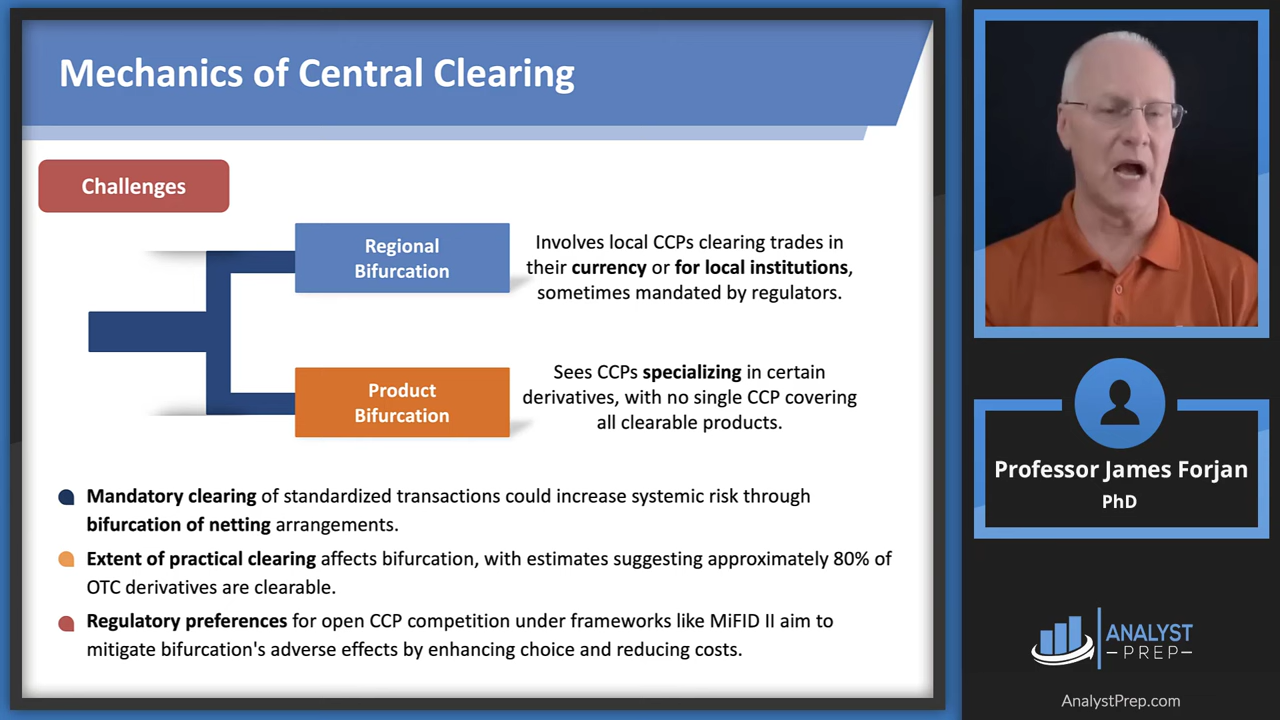 Mechanics of Central Clearing
Challenges
Regional
Bifurcation
Involves local CCPs clearing trades in
their currency or for local institutions,
sometimes mandated by regulators.
Product
Bifurcation
Sees CCPs specializing in certain
derivatives, with no single CCP covering
all clearable products.
Mandatory clearing of standardized transactions could increase systemic risk through
bifurcation of netting arrangements.
Extent of practical clearing affects bifurcation, with estimates suggesting approximately 80% of
OTC derivatives are clearable.
Regulatory preferences for open CCP competition under frameworks like MiFID II aim to
mitigate bifurcation's adverse effects by enhancing choice and reducing costs.
Professor James Forjan
PhD
ANALYST
PREP
AnalystPrep.com